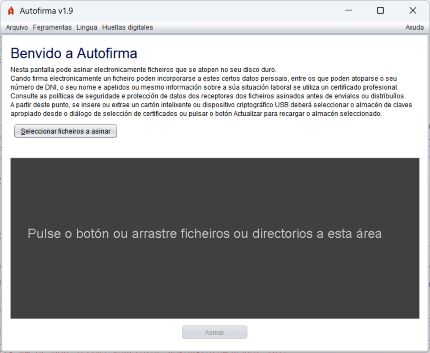 Autofirma v1.9
Arquivo Ferramentas Lingua Huellas digitales Axuda
Benvido a Autofirma
Nesta pantalla pode asinar electronicamente ficheiros que se atopen no seu disco duro.
Cando firma electronicamente un ficheiro poden incorporarse a estes certos datos persoais, entre os que poden atoparse o seu
número de DNI, o seu nome e apelidos ou mesmo información sobre a súa situación laboral se utiliza un certificado profesional.
Consulte as políticas de seguridade e protección de datos dos receptores dos ficheiros asinados antes de envialos ou distribuílos.
A partir deste punto, se insere ou extrae un cartón intelixente ou dispositivo criptográfico USB deberá seleccionar o almacén de claves
apropiado desde o diálogo de selección de certificados ou pulsar o botón Actualizar para recargar o almacén seleccionado.
Seleccionar ficheiros a asinar
Pulse o botón ou arrastre ficheiros ou directorios a esta área
Asinar